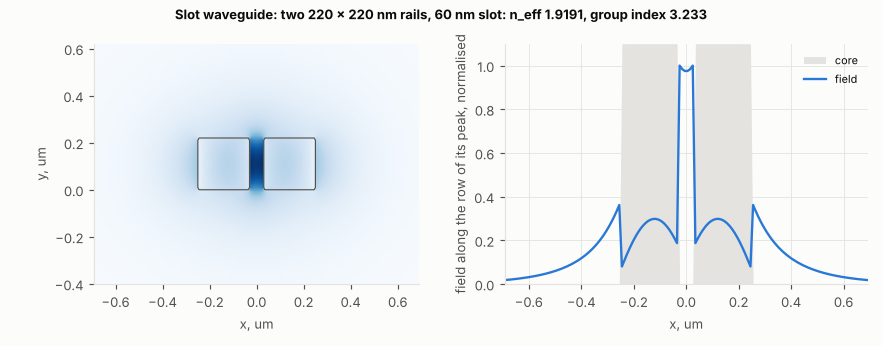 Slot waveguide: two 220 × 220 nm rails, 60 nm slot: n_eff 1.9191, group index 3.233
y, um
0.6
0.4
0.2
0.0
−0.2
−0.4
−0.6 −0.4 −0.2 0.0 0.2 0.4 0.6
x, um
field along the row of its peak, normalised
1.0
0.8
0.6
0.4
0.2
0.0
−0.6 −0.4 −0.2 0.0 0.2 0.4 0.6
x, um
core
field